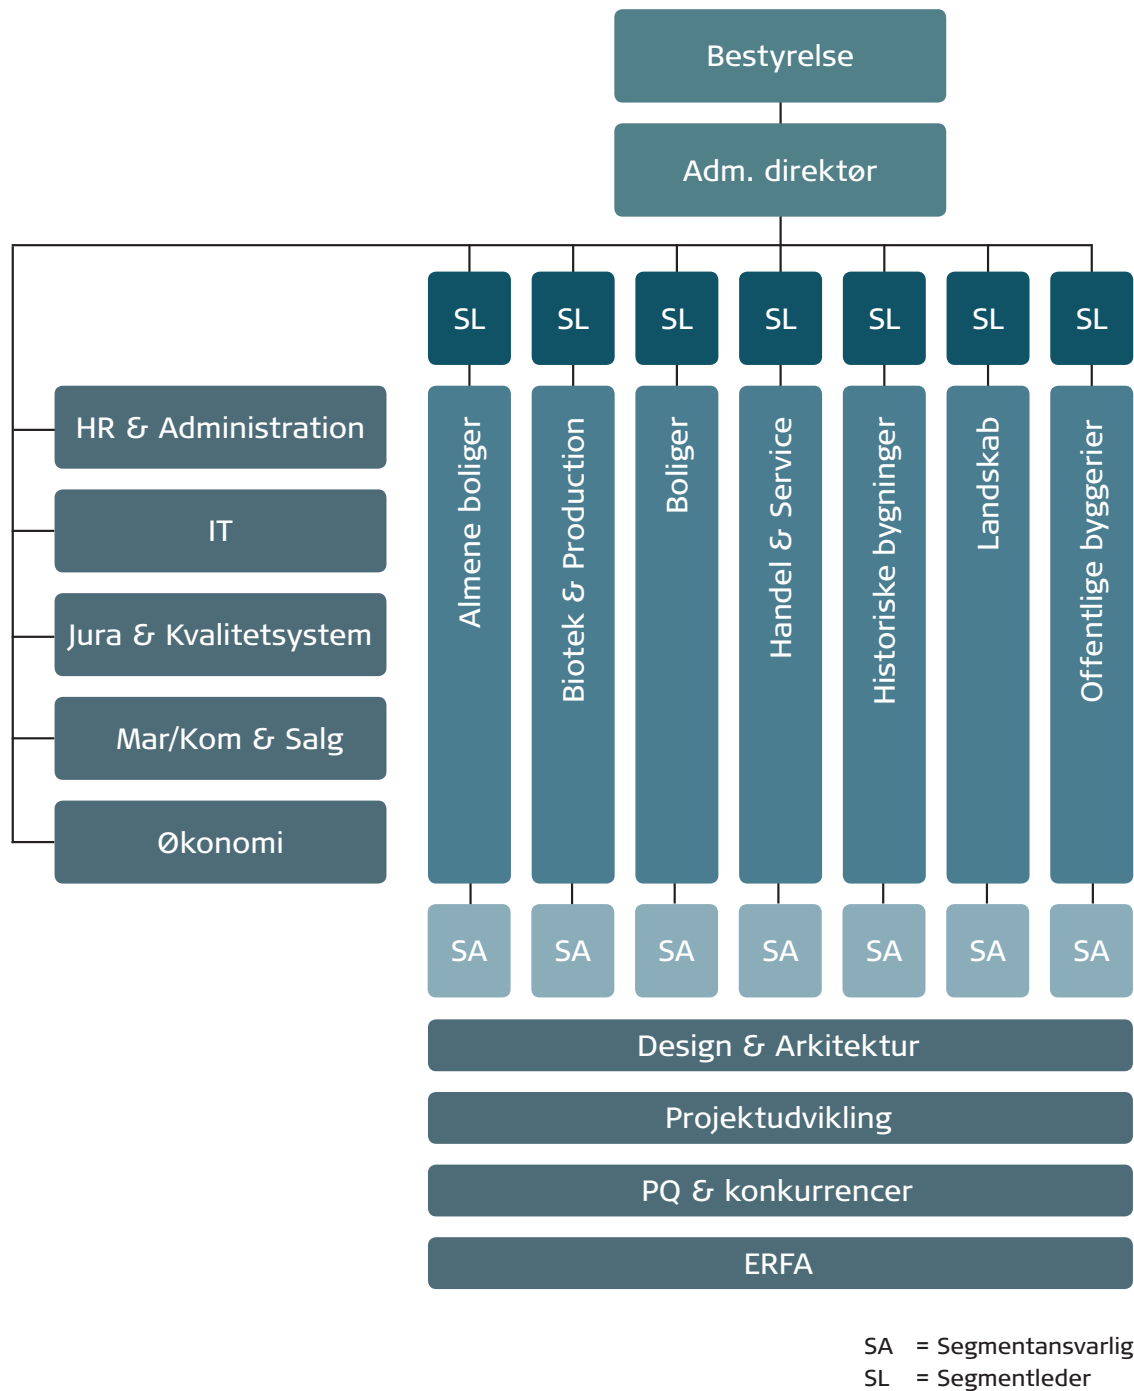 Bestyrelse
Adm. direktør
SL
SL
SL
SL
SL
SL
SL
HR & Administration
IT
Jura & Kvalitetsystem
Mar/Kom & Salg
Økonomi
Almene boliger
Biotek & Production
Boliger
Handel & Service
Historiske bygninger
Landskab
Offentlige byggerier
SA
SA
SA
SA
SA
SA
SA
Design & Arkitektur
Projektudvikling
PQ & konkurrencer
ERFA
SA = Segmentansvarlig
SL = Segmentleder